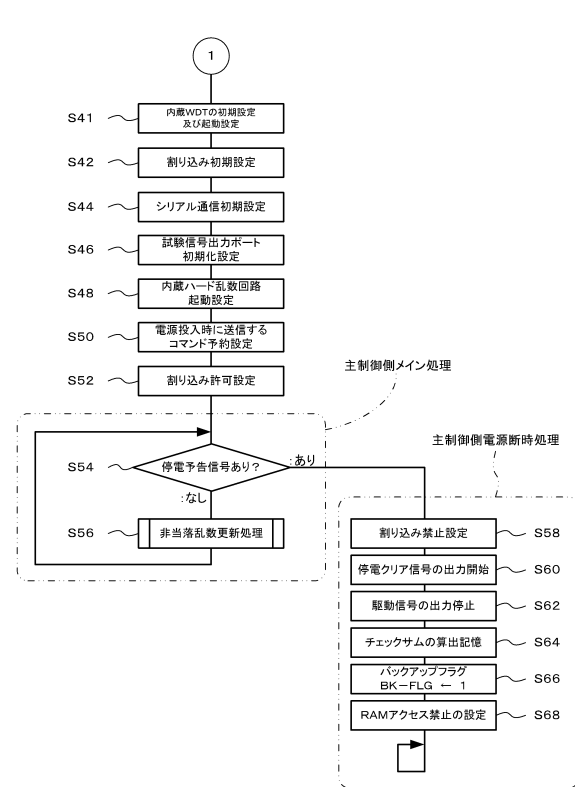 1
S41
内蔵WDTの初期設定
及び起動設定
S42
割り込み初期設定
S44
シリアル通信初期設定
S46
試験信号出力ポート
初期化設定
S48
内蔵ハード乱数回路
起動設定
S50
電源投入時に送信する
コマンド予約設定
S52
割り込み許可設定
主制御側メイン処理
S54
停電予告信号あり?
:あり
:なし
S56
非当落乱数更新処理
主制御側電源断時処理
割り込み禁止設定
S58
停電クリア信号の出力開始
S60
駆動信号の出力停止
S62
チェックサムの算出記憶
S64
バックアップフラグ
BK-FLG ← 1
S66
RAMアクセス禁止の設定
S68